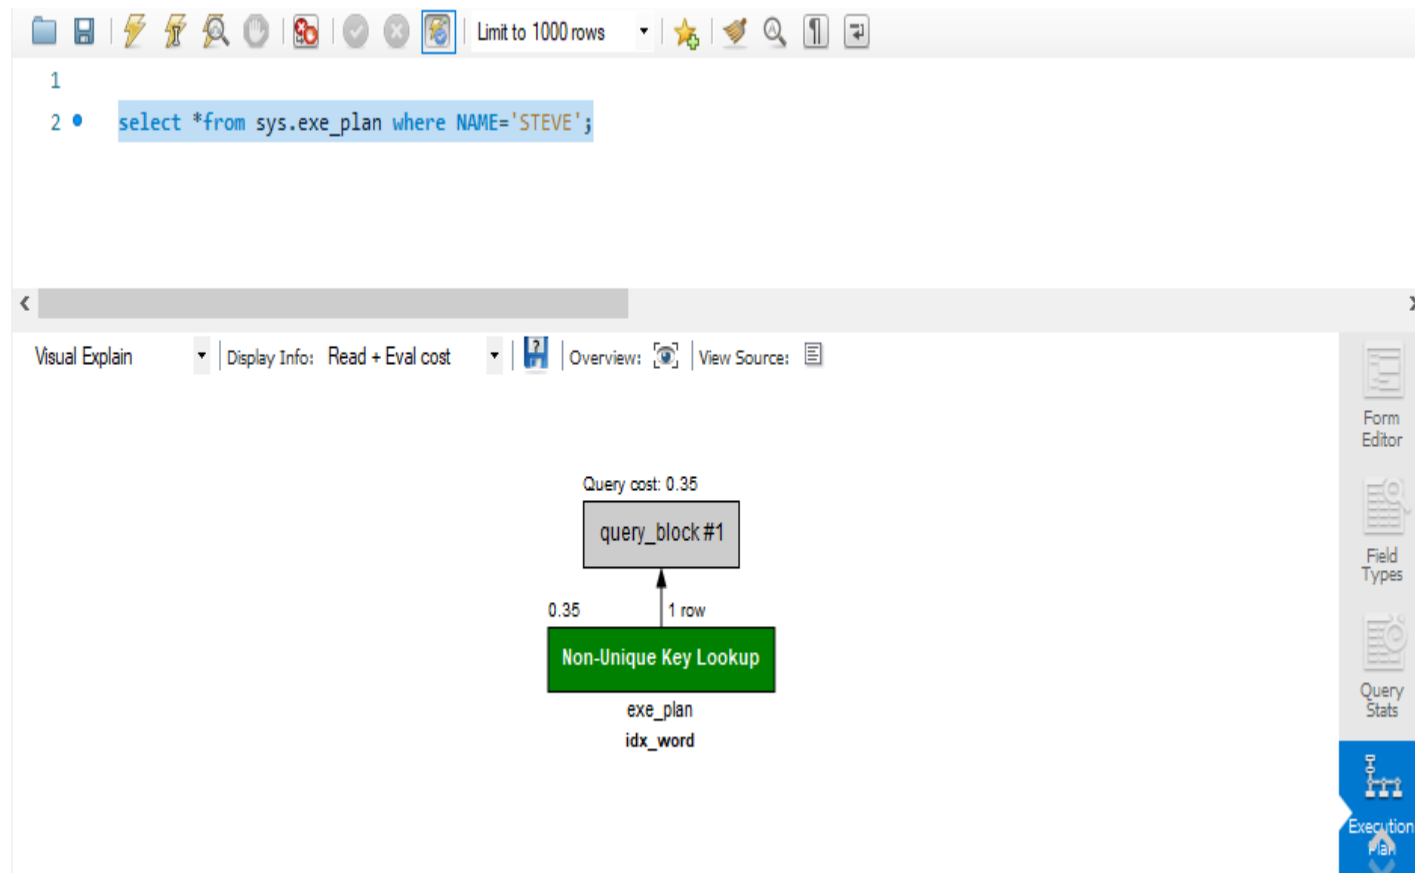 Limit to 1000 rows
1
2 select *from sys.exe_plan where NAME='STEVE';
Visual Explain Display Info: Read + Eval cost Overview: View Source:
Form
Editor
Field
Types
Query
Stats
Execution
Plan
Query cost: 0.35
query_block #1
0.35 1 row
Non-Unique Key Lookup
exe_plan
idx_word